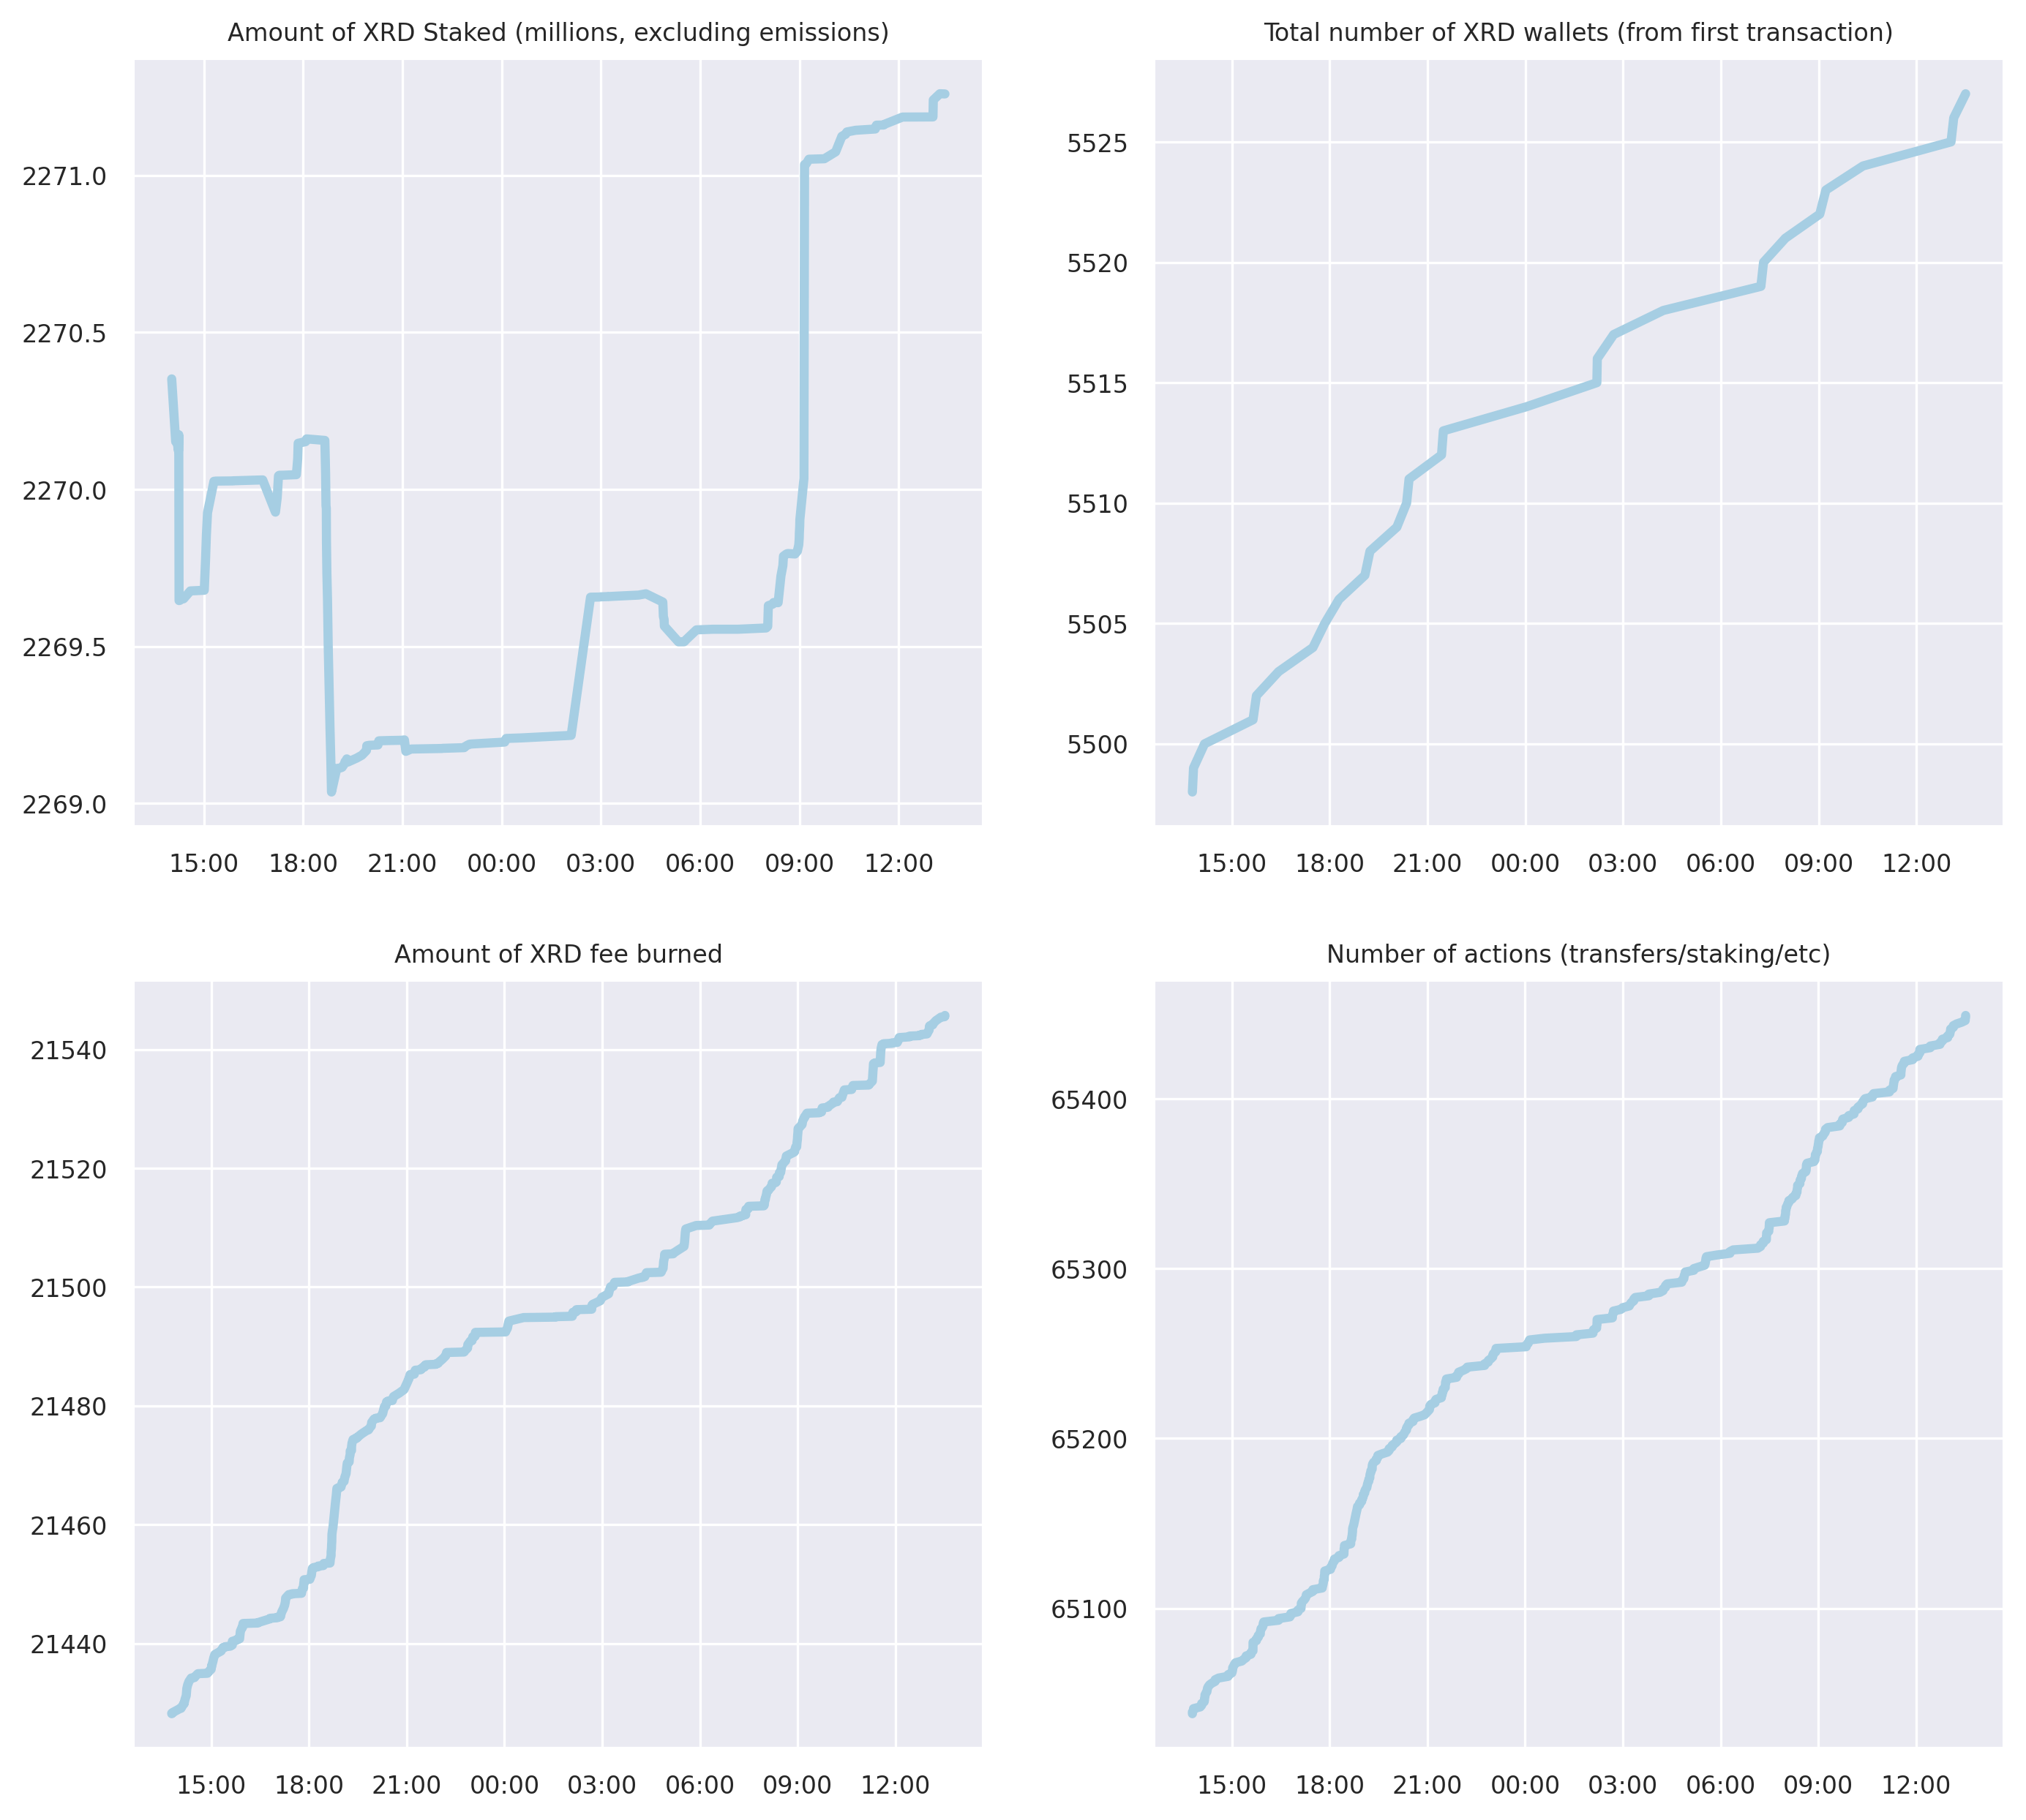 Amount of XRD Staked (millions, excluding emissions)
2271.0
2270.5
2270.0
2269.5
2269.0
15:00 18:00 21:00 00:00 03:00 06:00 09:00 12:00
Total number of XRD wallets (from first transaction)
5525
5520
5515
5510
5505
5500
15:00 18:00 21:00 00:00 03:00 06:00 09:00 12:00
Amount of XRD fee burned
21540
21520
21500
21480
21460
21440
15:00 18:00 21:00 00:00 03:00 06:00 09:00 12:00
Number of actions (transfers/staking/etc)
65400
65300
65200
65100
15:00 18:00 21:00 00:00 03:00 06:00 09:00 12:00